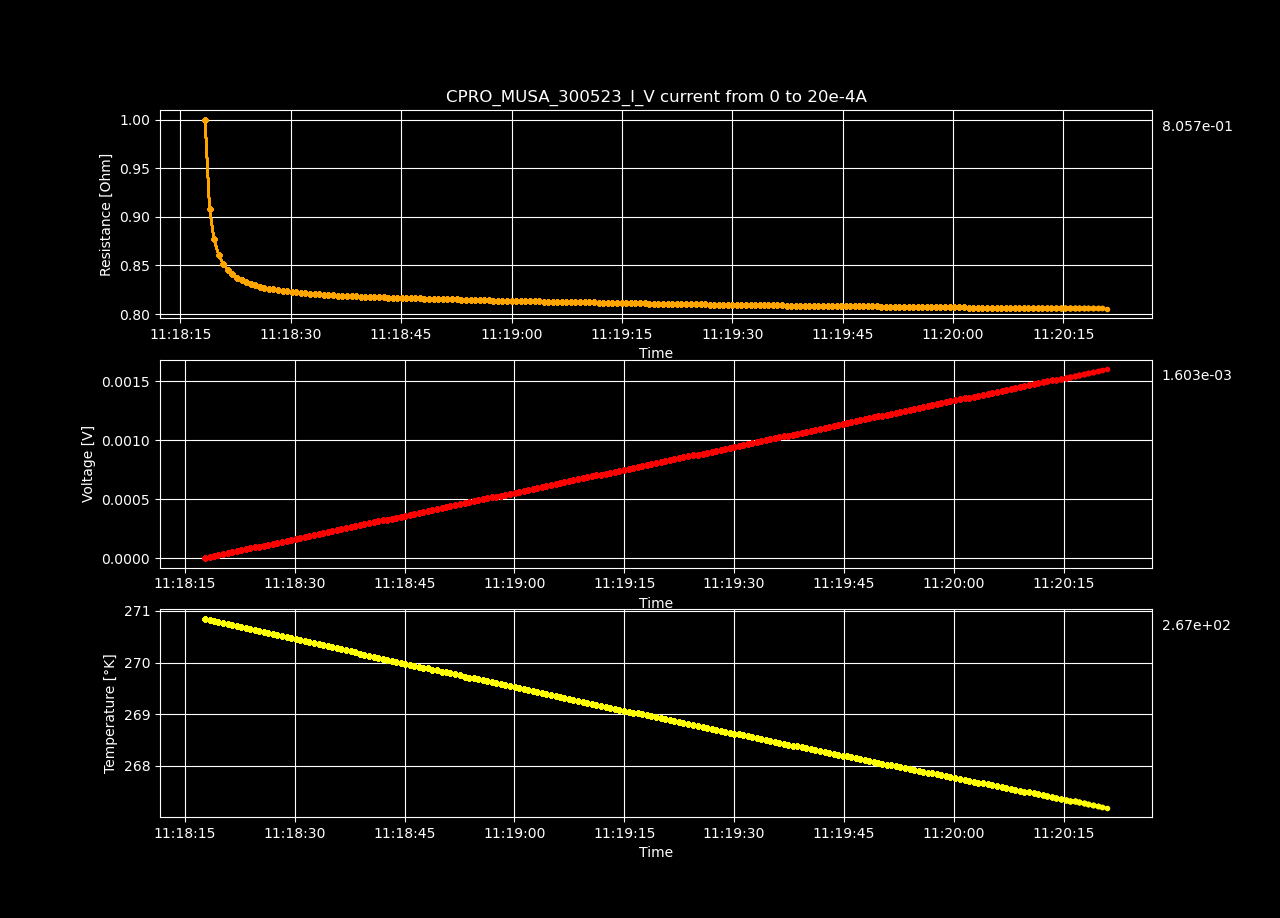 CPRO_MUSA_300523_I_V current from 0 to 20e-4A
8.057e-01
Resistance [Ohm]
1.00
0.95
0.90
0.85
0.80
11:18:15 11:18:30 11:18:45 11:19:00 11:19:15 11:19:30 11:19:45 11:20:00 11:20:15
Time
1.603e-03
Voltage [V]
0.0015
0.0010
0.0005
0.0000
11:18:15 11:18:30 11:18:45 11:19:00 11:19:15 11:19:30 11:19:45 11:20:00 11:20:15
Time
2.67e+02
Temperature [°K]
271
270
269
268
11:18:15 11:18:30 11:18:45 11:19:00 11:19:15 11:19:30 11:19:45 11:20:00 11:20:15
Time